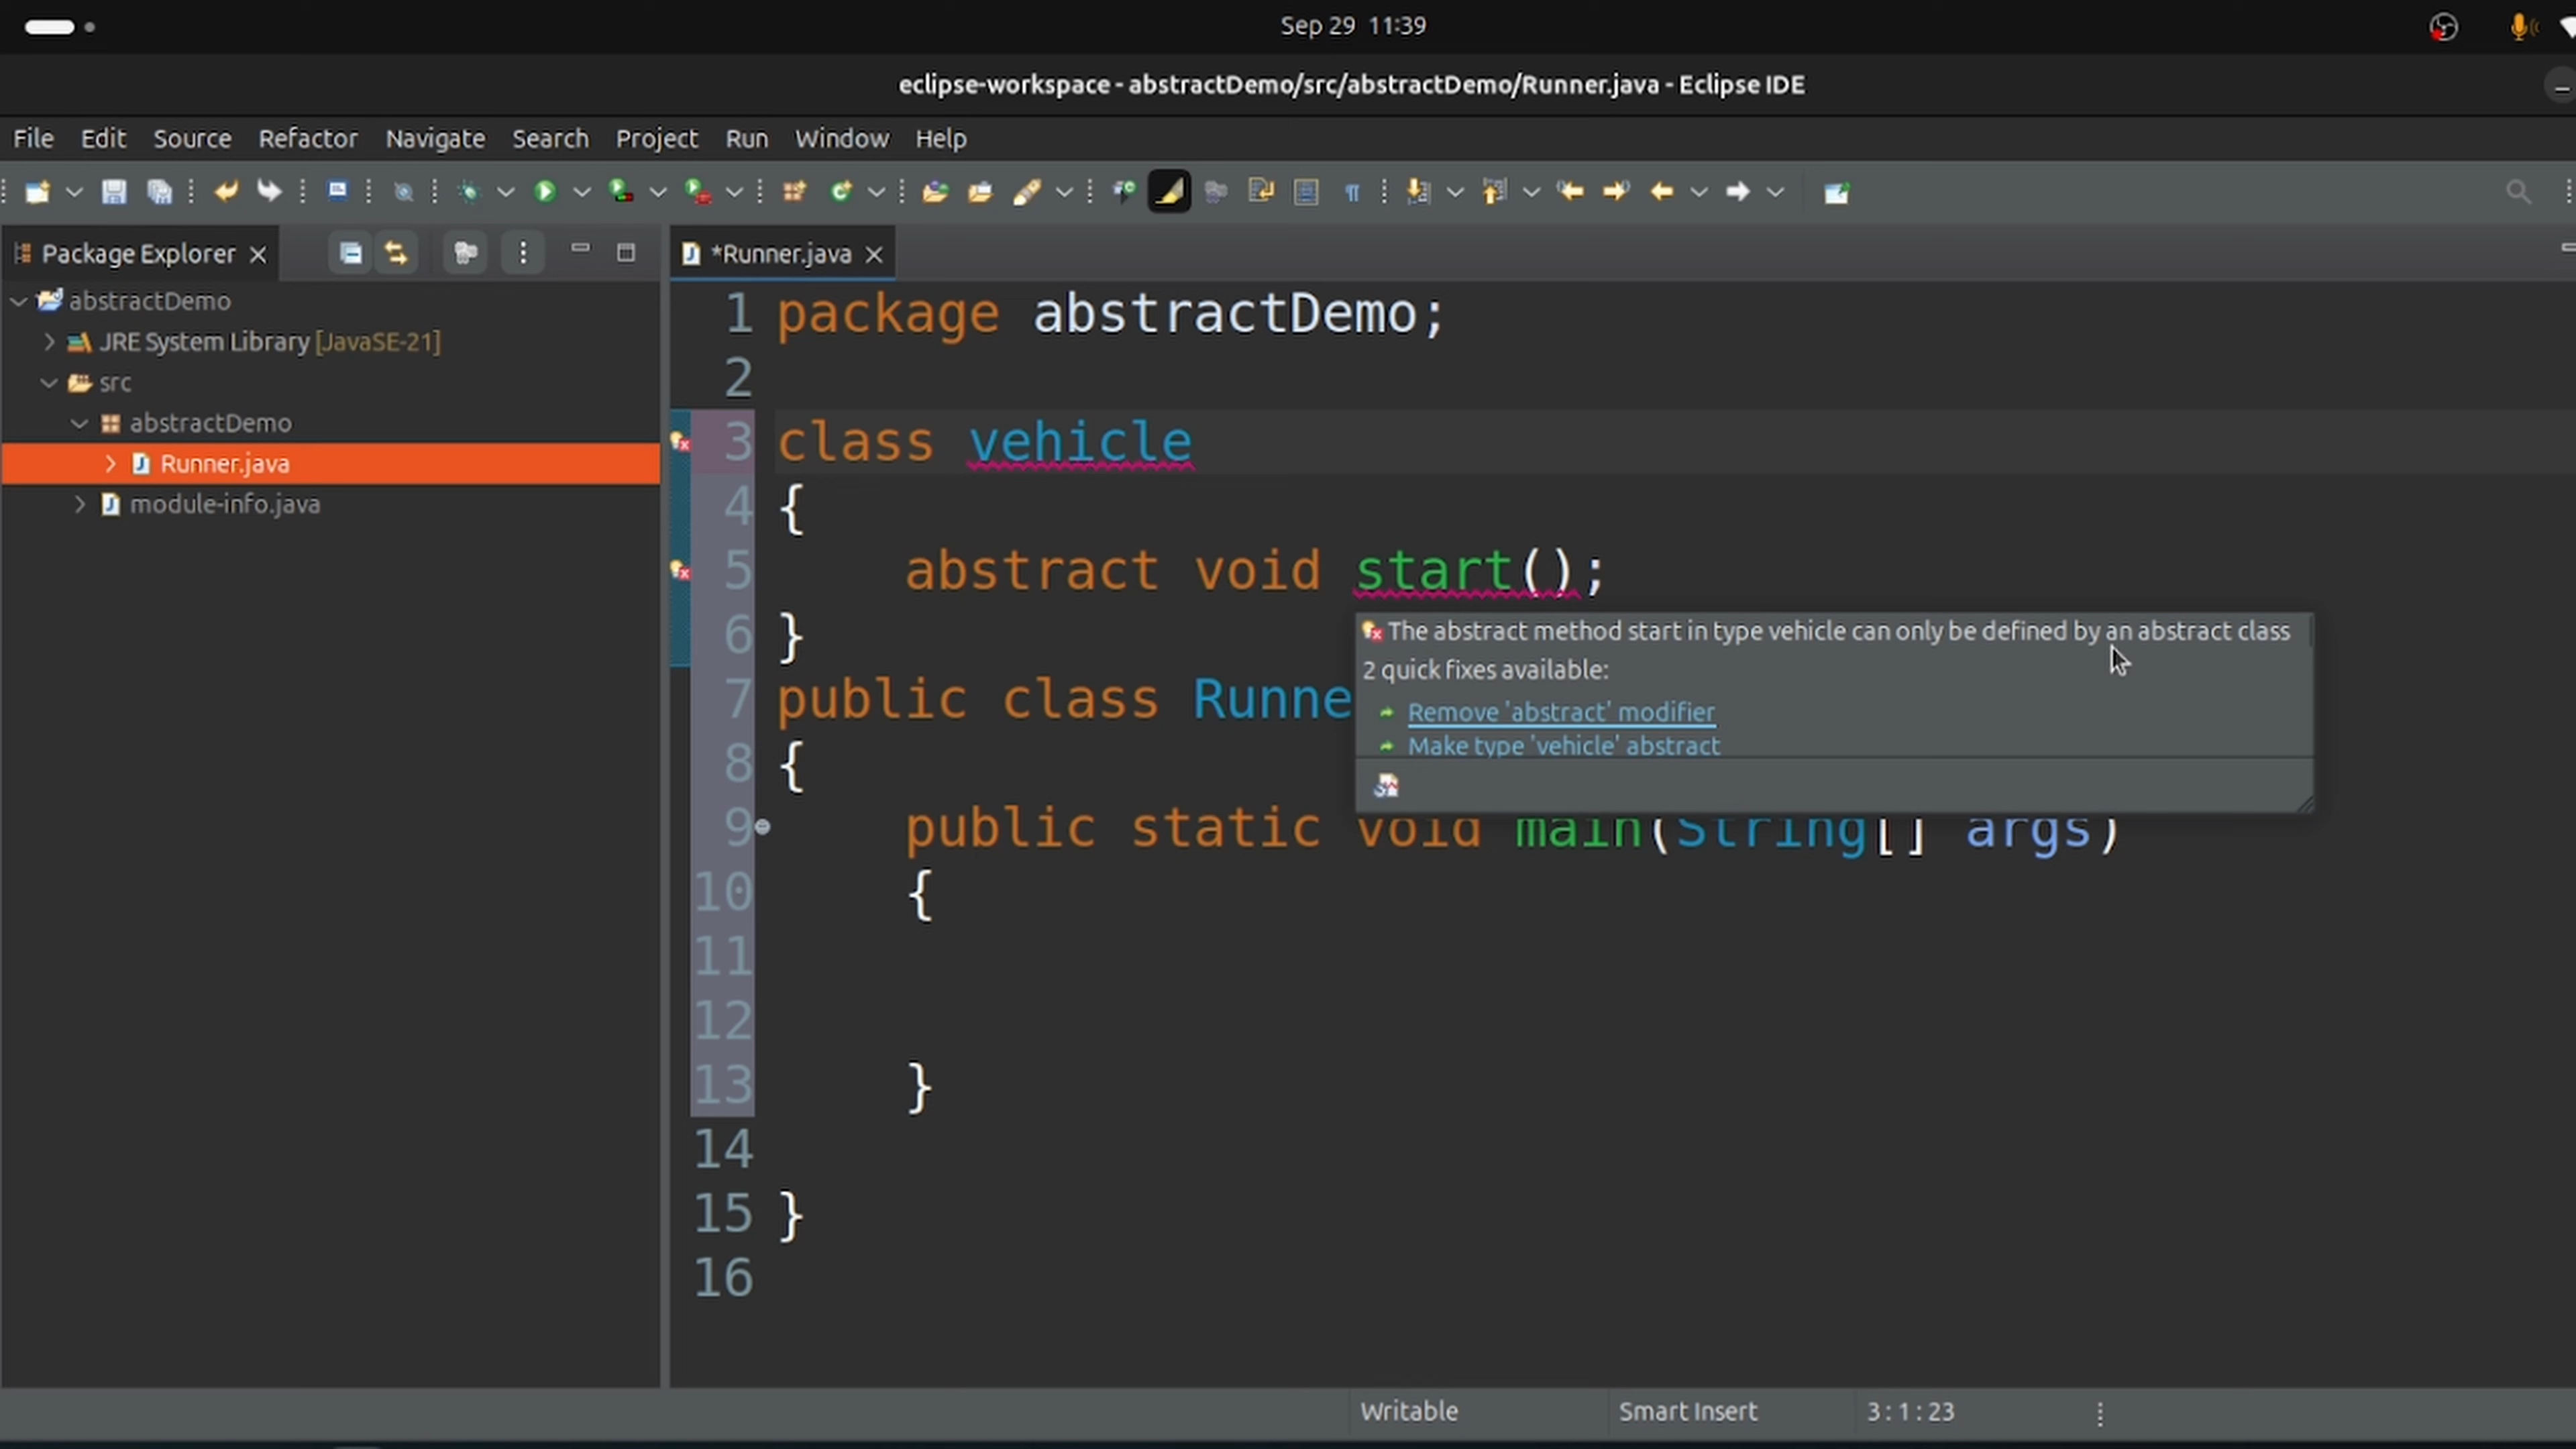 Sep 29 11:39
eclipse-workspace - abstractDemo/src/abstractDemo/Runner.java - Eclipse IDE
File Edit Source Refactor Navigate Search Project Run Window Help
Package Explorer
abstractDemo
JRE System Library [JavaSE-21]
src
abstractDemo
Runner.java
module-info.java
*Runner.java
1 package abstractDemo;
2
3 class vehicle
4 {
5 abstract void start();
6 }
7 public class Runne
8 {
9 public static void main(String[] args)
10 {
11
12
13 }
14
15 }
16
The abstract method start in type vehicle can only be defined by an abstract class
2 quick fixes available:
Remove 'abstract' modifier
Make type 'vehicle' abstract
Writable Smart Insert 3 : 1 : 23